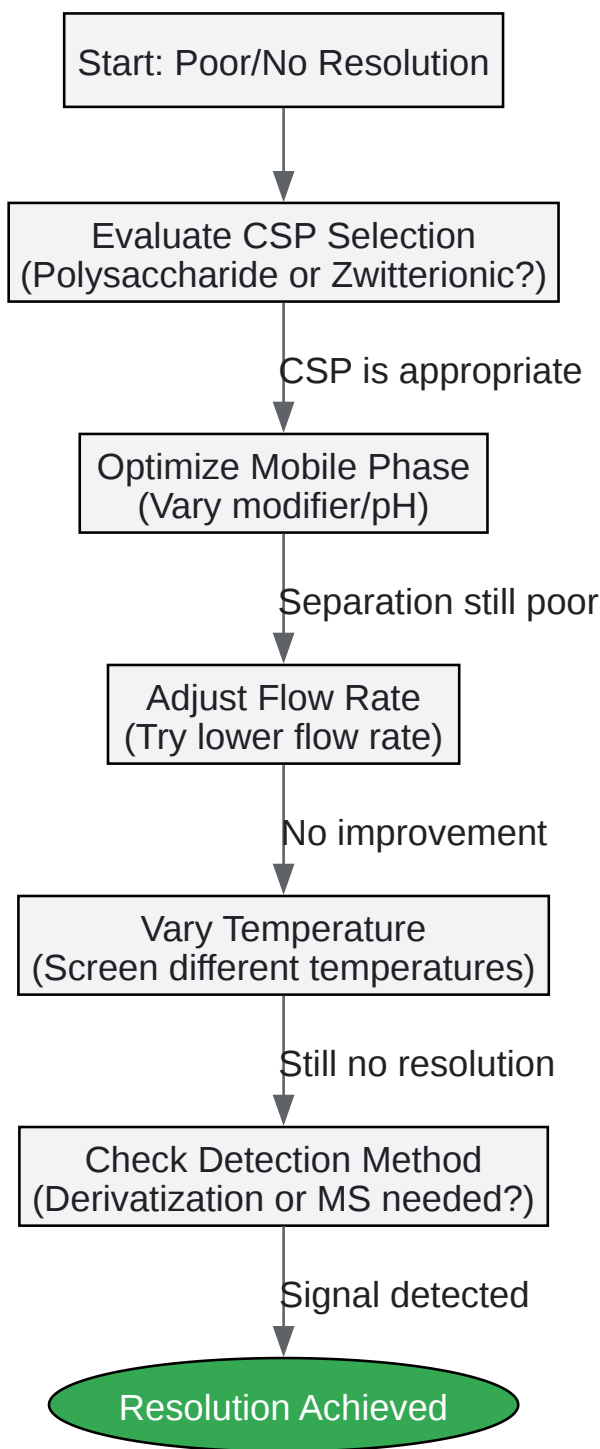 Start: Poor/No Resolution
Evaluate CSP Selection
(Polysaccharide or Zwitterionic?)
CSP is appropriate
Optimize Mobile Phase
(Vary modifier/pH)
Separation still poor
Adjust Flow Rate
(Try lower flow rate)
No improvement
Vary Temperature
(Screen different temperatures)
Still no resolution
Check Detection Method
(Derivatization or MS needed?)
Signal detected
Resolution Achieved